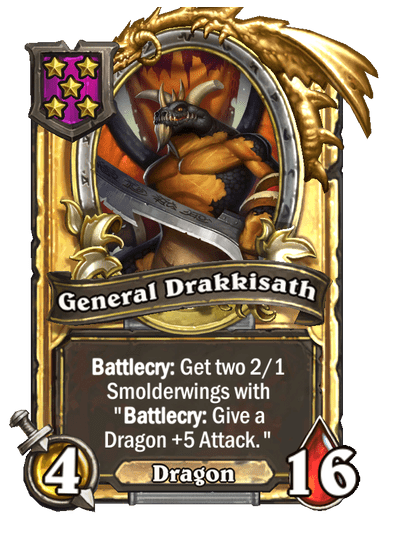 General Drakkisath
Battlecry: Get two 2/1
Smolderwings with
"Battlecry: Give a
Dragon +5 Attack."
4
Dragon
16